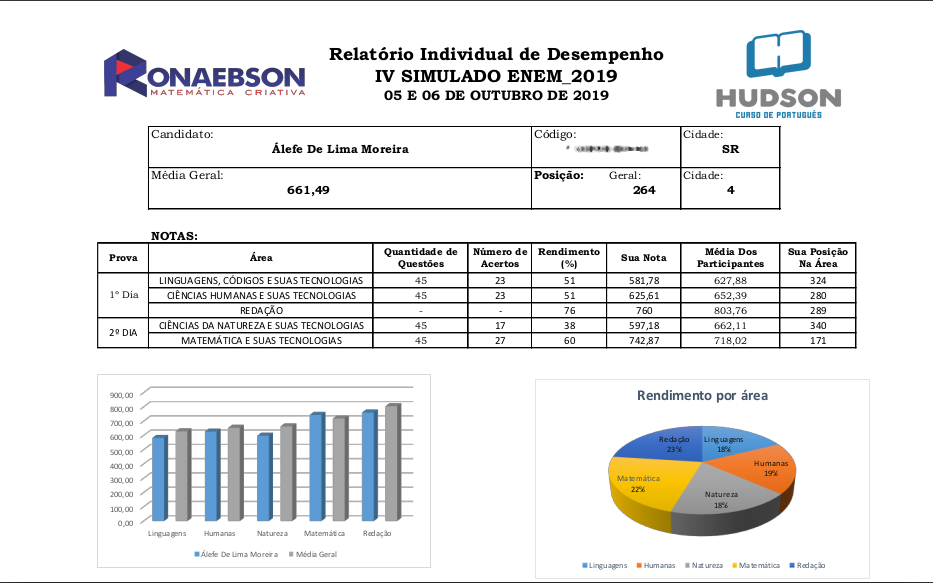 RONAEBSON
MATEMÁTICA CRIATIVA
Relatório Individual de Desempenho
IV SIMULADO ENEM_2019
05 E 06 DE OUTUBRO DE 2019
HUDSON
CURSO DE PORTUGUÊS
Candidato: Código: Cidade:
Álefe De Lima Moreira SR
Média Geral: Posição: Geral: Cidade:
661,49 264 4
NOTAS:
Prova Área Quantidade de Questões Número de Acertos Rendimento (%) Sua Nota Média Dos Participantes Sua Posição Na Área
1º Dia LINGUAGENS, CÓDIGOS E SUAS TECNOLOGIAS 45 23 51 581,78 627,88 324
CIÊNCIAS HUMANAS E SUAS TECNOLOGIAS 45 23 51 625,61 652,39 280
REDAÇÃO - - 76 760 803,76 289
2º DIA CIÊNCIAS DA NATUREZA E SUAS TECNOLOGIAS 45 17 38 597,18 662,11 340
MATEMÁTICA E SUAS TECNOLOGIAS 45 27 60 742,87 718,02 171
900,00
800,00
700,00
600,00
500,00
400,00
300,00
200,00
100,00
0,00
Linguagens Humanas Natureza Matemática Redação
Álefe De Lima Moreira Média Geral
Rendimento por área
Redação 23%
Linguagens 18%
Humanas 19%
Matemática 22%
Natureza 18%
Linguagens Humanas Natureza Matemática Redação